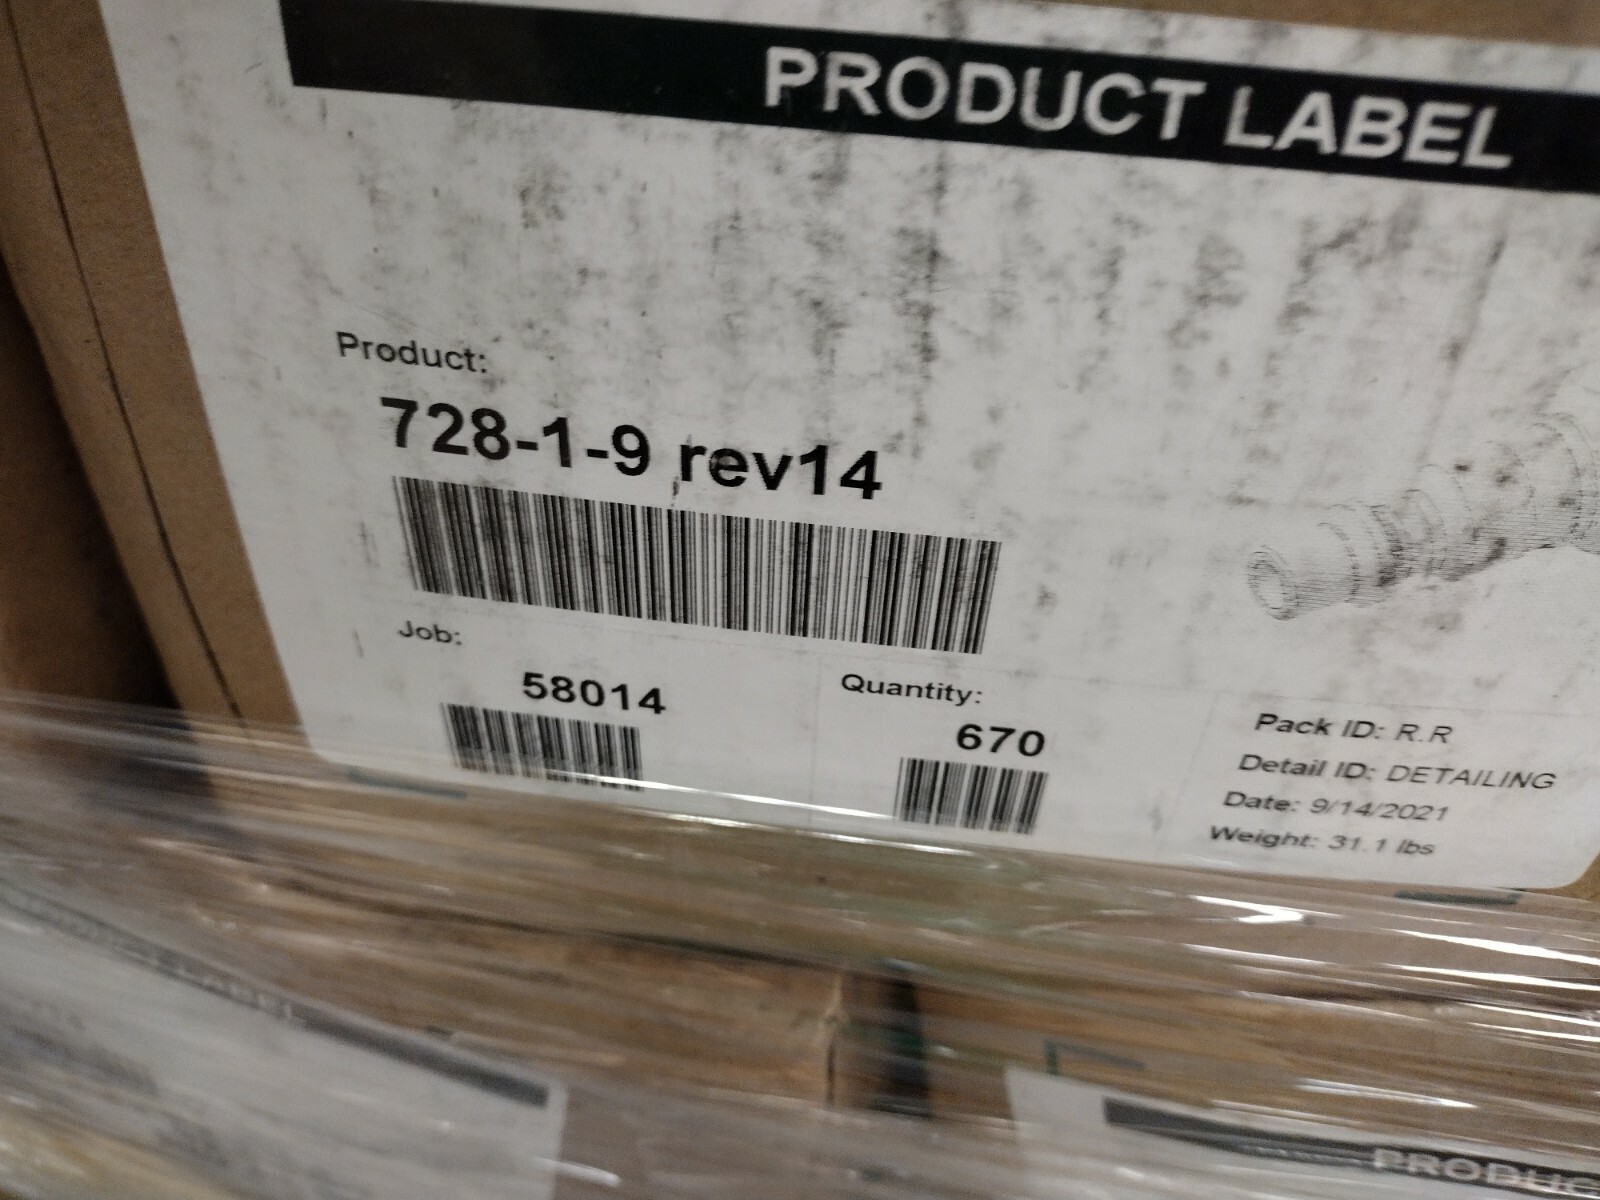 PRODUCT LABEL
Product:
728-1-9 rev14
Job:
58014
Quantity:
670
Pack ID: R.R
Detail ID: DETAILING
Date: 9/14/2021
Weight: 31.1 lbs